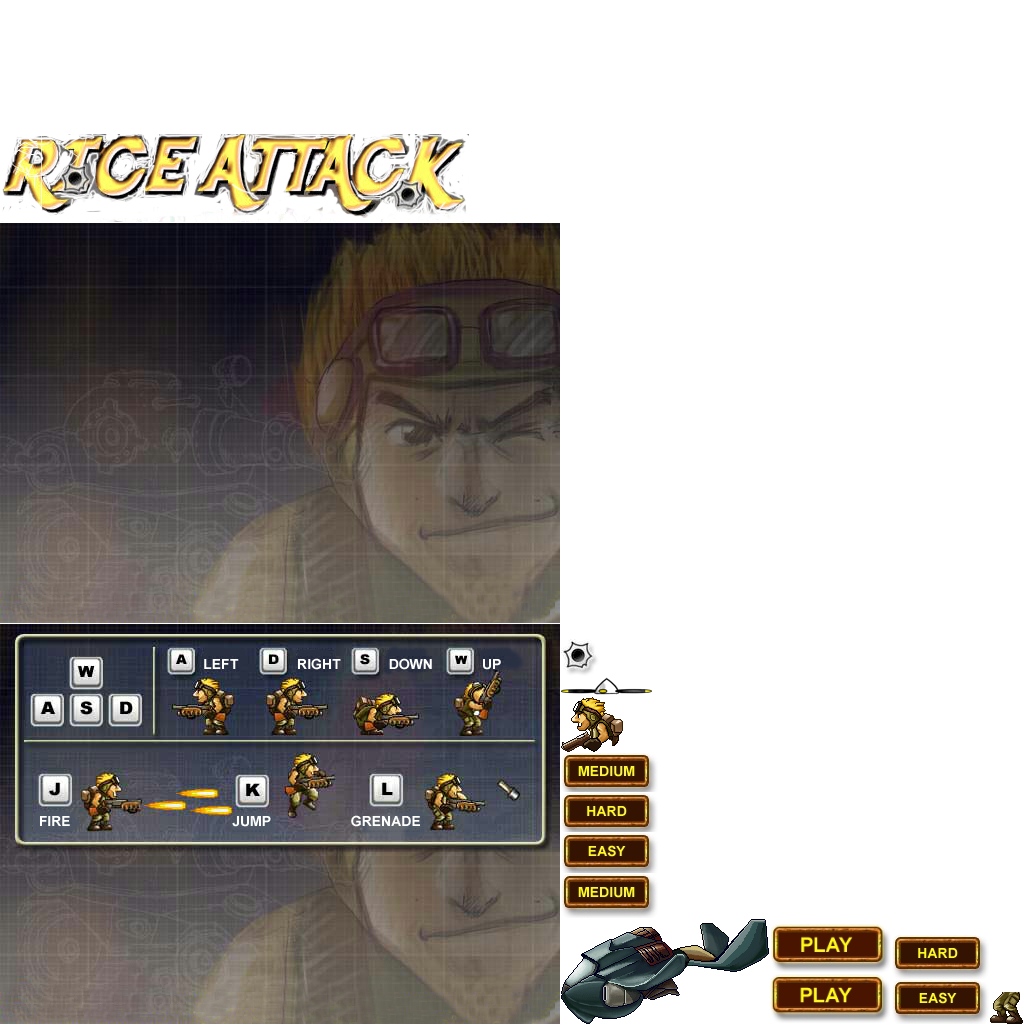 RICE ATTACK
W
A S D
A LEFT D RIGHT S DOWN W UP
J
FIRE
K
JUMP
L
GRENADE
MEDIUM
HARD
EASY
MEDIUM
PLAY
HARD
PLAY
EASY